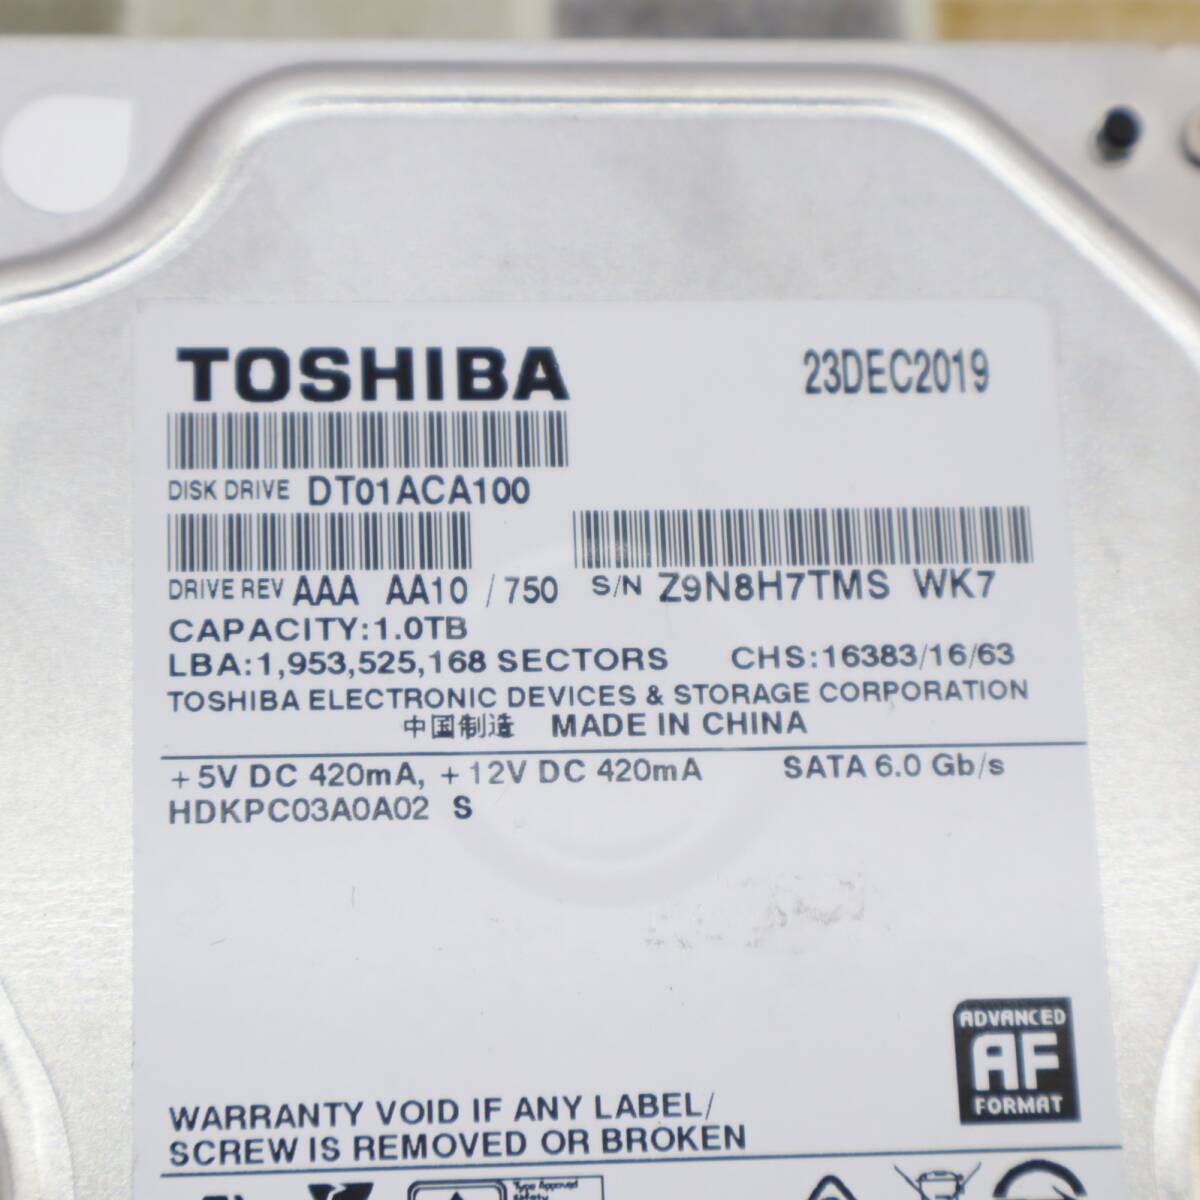 TOSHIBA 23DEC2019
DISK DRIVE DT01ACA100
DRIVE REV AAA AA10 / 750 S/N Z9N8H7TMS WK7
CAPACITY:1.0TB
LBA:1,953,525,168 SECTORS CHS:16383/16/63
TOSHIBA ELECTRONIC DEVICES & STORAGE CORPORATION
中国制造 MADE IN CHINA
+5V DC 420mA, +12V DC 420mA SATA 6.0 Gb/s
HDKPC03A0A02 S
ADVANCED
AF
FORMAT
WARRANTY VOID IF ANY LABEL/
SCREW IS REMOVED OR BROKEN
Type Approved
Safety